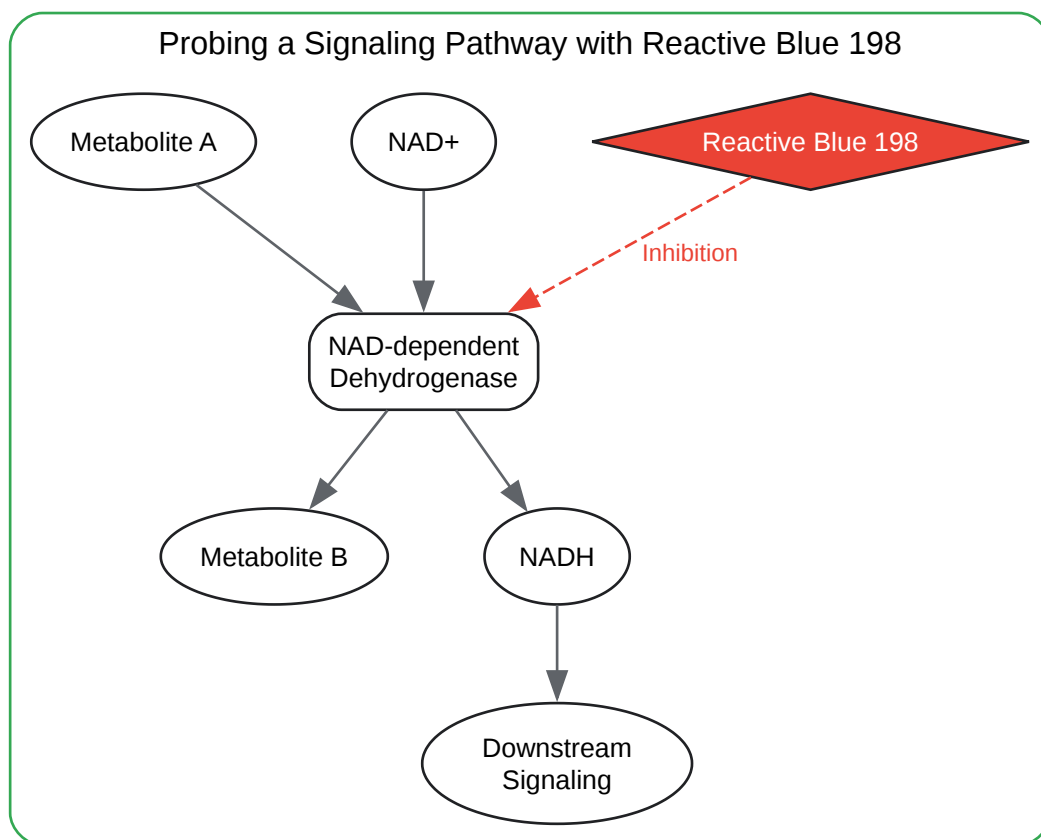 Probing a Signaling Pathway with Reactive Blue 198
Metabolite A
NAD+
Reactive Blue 198
Inhibition
NAD-dependent
Dehydrogenase
Metabolite B
NADH
Downstream
Signaling